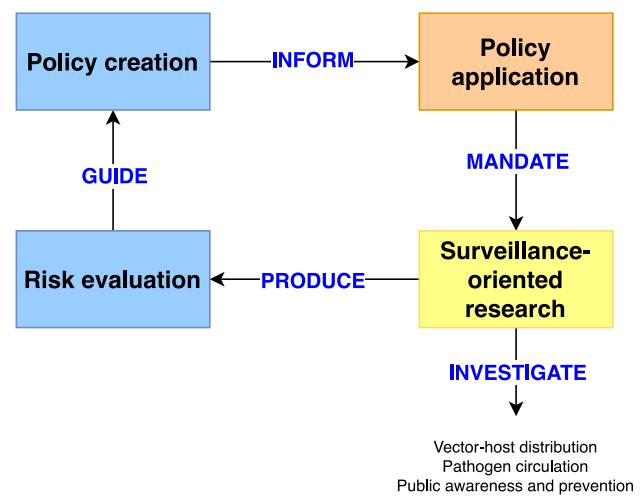 Policy creation
INFORM
Policy
application
GUIDE
MANDATE
Risk evaluation
PRODUCE
Surveillance-
oriented
research
INVESTIGATE
Vector-host distribution
Pathogen circulation
Public awareness and prevention